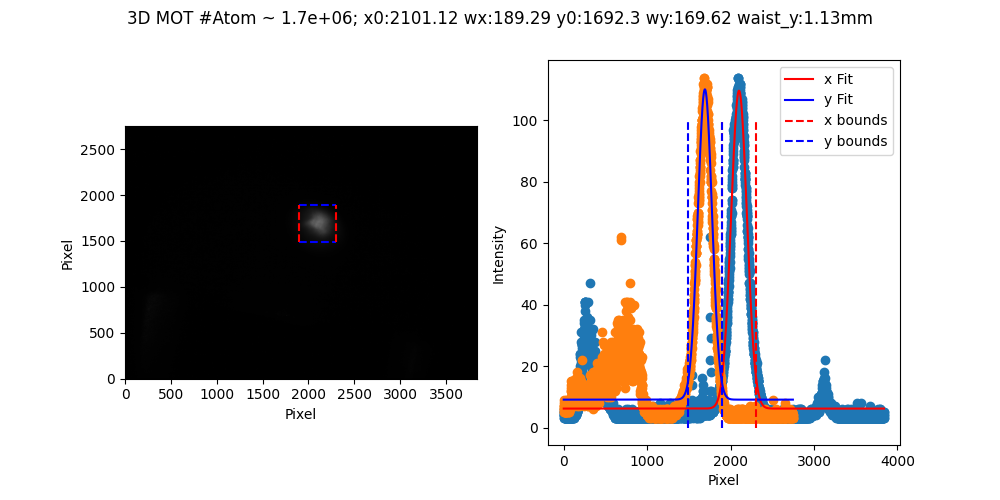 3D MOT #Atom ~ 1.7e+06; x0:2101.12 wx:189.29 y0:1692.3 wy:169.62 waist_y:1.13mm
2500
2000
1500
1000
500
0
Pixel
0 500 1000 1500 2000 2500 3000 3500
Pixel
100
80
60
40
20
0
Intensity
0 1000 2000 3000 4000
Pixel
x Fit
y Fit
x bounds
y bounds